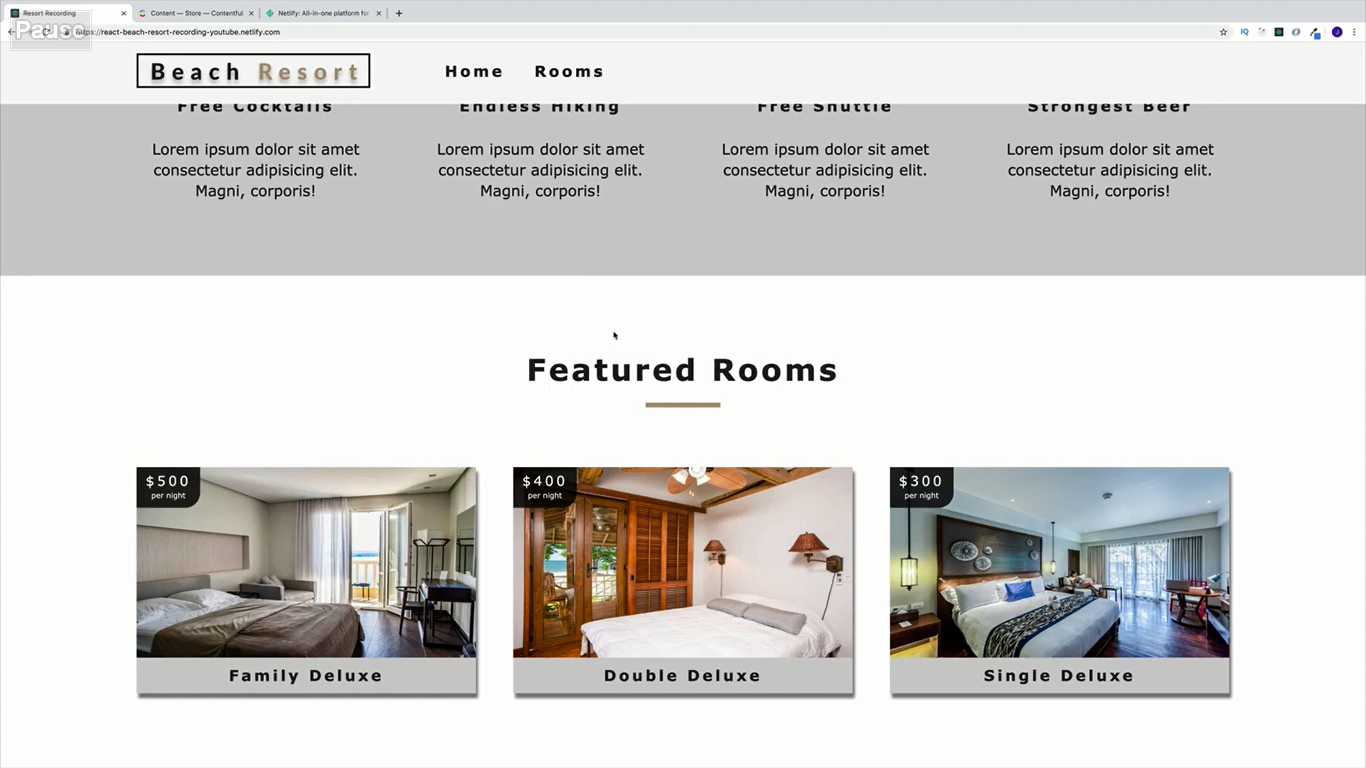 Resort Recording
Content — Store — Contentful
Netlify: All-in-one platform for
Pause
https://react-beach-resort-recording-youtube.netlify.com
Beach Resort
Home
Rooms
Free Cocktails
Endless Hiking
Free Shuttle
Strongest Beer
Lorem ipsum dolor sit amet
consectetur adipisicing elit.
Magni, corporis!
Lorem ipsum dolor sit amet
consectetur adipisicing elit.
Magni, corporis!
Lorem ipsum dolor sit amet
consectetur adipisicing elit.
Magni, corporis!
Lorem ipsum dolor sit amet
consectetur adipisicing elit.
Magni, corporis!
Featured Rooms
$500
per night
$400
per night
$300
per night
Family Deluxe
Double Deluxe
Single Deluxe